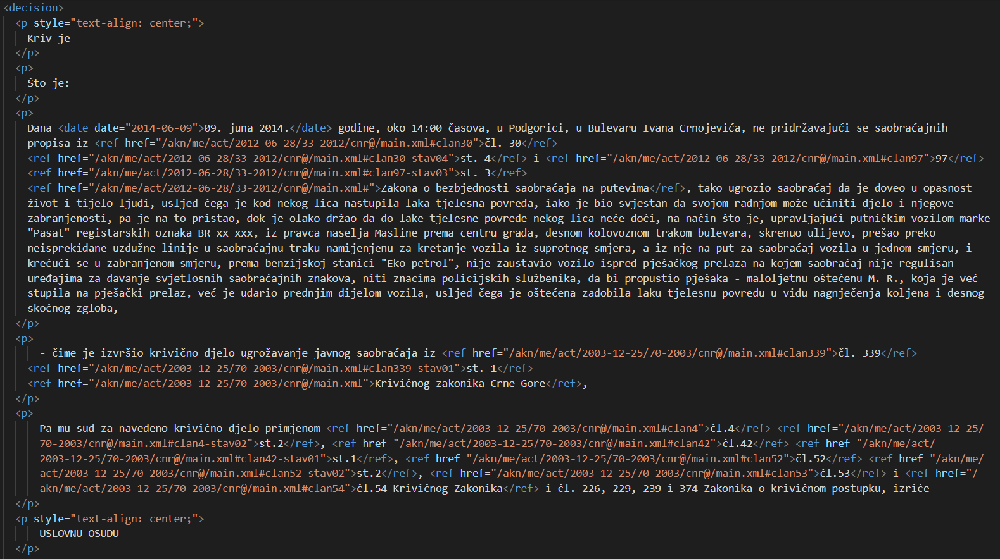 <decision>
<p style="text-align: center;">
Kriv je
</p>
<p>
Što je:
</p>
<p>
Dana <date date="2014-06-09">09. juna 2014.</date> godine, oko 14:00 časova, u Podgorici, u Bulevaru Ivana Crnojevića, ne pridržavajući se saobraćajnih
propisa iz <ref href="/akn/me/act/2012-06-28/33-2012/cnr@/main.xml#clan30">čl. 30</ref>
<ref href="/akn/me/act/2012-06-28/33-2012/cnr@/main.xml#clan30-stav04">st. 4</ref> i <ref href="/akn/me/act/2012-06-28/33-2012/cnr@/main.xml#clan97">97</ref>
<ref href="/akn/me/act/2012-06-28/33-2012/cnr@/main.xml#clan97-stav03">st. 3</ref>
<ref href="/akn/me/act/2012-06-28/33-2012/cnr@/main.xml#">Zakona o bezbjednosti saobraćaja na putevima</ref>, tako ugrozio saobraćaj da je doveo u opasnost
život i tijelo ljudi, usljed čega je kod nekog lica nastupila laka tjelesna povreda, iako je bio svjestan da svojom radnjom može učiniti djelo i njegove
zabranjenosti, pa je na to pristao, dok je olako držao da do lake tjelesne povrede nekog lica neće doći, na način što je, upravljajući putničkim vozilom marke
"Pasat" registarskih oznaka BR xx xxx, iz pravca naselja Masline prema centru grada, desnom kolovoznom trakom bulevara, skrenuo ulijevo, prešao preko
neisprekidane uzdužne linije u saobraćajnu traku namijenjenu za kretanje vozila iz suprotnog smjera, a iz nje na put za saobraćaj vozila u jednom smjeru, i
krećući se u zabranjenom smjeru, prema benzijskoj stanici "Eko petrol", nije zaustavio vozilo ispred pješačkog prelaza na kojem saobraćaj nije regulisan
uređajima za davanje svjetlosnih saobraćajnih znakova, niti znacima policijskih službenika, da bi propustio pješaka - maloljetnu oštećenu M. R., koja je već
stupila na pješački prelaz, već je udario prednjim dijelom vozila, usljed čega je oštećena zadobila laku tjelesnu povredu u vidu nagnječenja koljena i desnog
skočnog zgloba,
</p>
<p>
- čime je izvršio krivično djelo ugrožavanje javnog saobraćaja iz <ref href="/akn/me/act/2003-12-25/70-2003/cnr@/main.xml#clan339">čl. 339</ref>
<ref href="/akn/me/act/2003-12-25/70-2003/cnr@/main.xml#clan339-stav01">st. 1</ref>
<ref href="/akn/me/act/2003-12-25/70-2003/cnr@/main.xml">Krivičnog zakonika Crne Gore</ref>,
</p>
<p>
Pa mu sud za navedeno krivično djelo primjenom <ref href="/akn/me/act/2003-12-25/70-2003/cnr@/main.xml#clan4">čl.4</ref> <ref href="/akn/me/act/2003-12-25/
70-2003/cnr@/main.xml#clan4-stav02">st.2</ref>, <ref href="/akn/me/act/2003-12-25/70-2003/cnr@/main.xml#clan42">čl.42</ref> <ref href="/akn/me/act/
2003-12-25/70-2003/cnr@/main.xml#clan42-stav01">st.1</ref>, <ref href="/akn/me/act/2003-12-25/70-2003/cnr@/main.xml#clan52">čl.52</ref> <ref href="/akn/me/
act/2003-12-25/70-2003/cnr@/main.xml#clan52-stav02">st.2</ref>, <ref href="/akn/me/act/2003-12-25/70-2003/cnr@/main.xml#clan53">čl.53</ref> i <ref href="/
akn/me/act/2003-12-25/70-2003/cnr@/main.xml#clan54">čl.54 Krivičnog Zakonika</ref> i čl. 226, 229, 239 i 374 Zakonika o krivičnom postupku, izriče
</p>
<p style="text-align: center;">
USLOVNU OSUDU
</p>